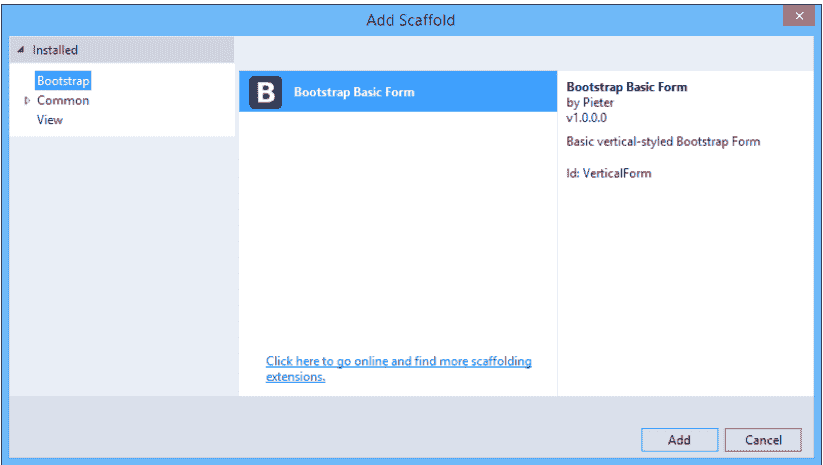 Add Scaffold
Installed
Bootstrap
Common
View
B
Bootstrap Basic Form
Click here to go online and find more scaffolding
extensions.
Bootstrap Basic Form
by Pieter
v1.0.0.0
Basic vertical-styled Bootstrap Form
Id: VerticalForm
Add
Cancel